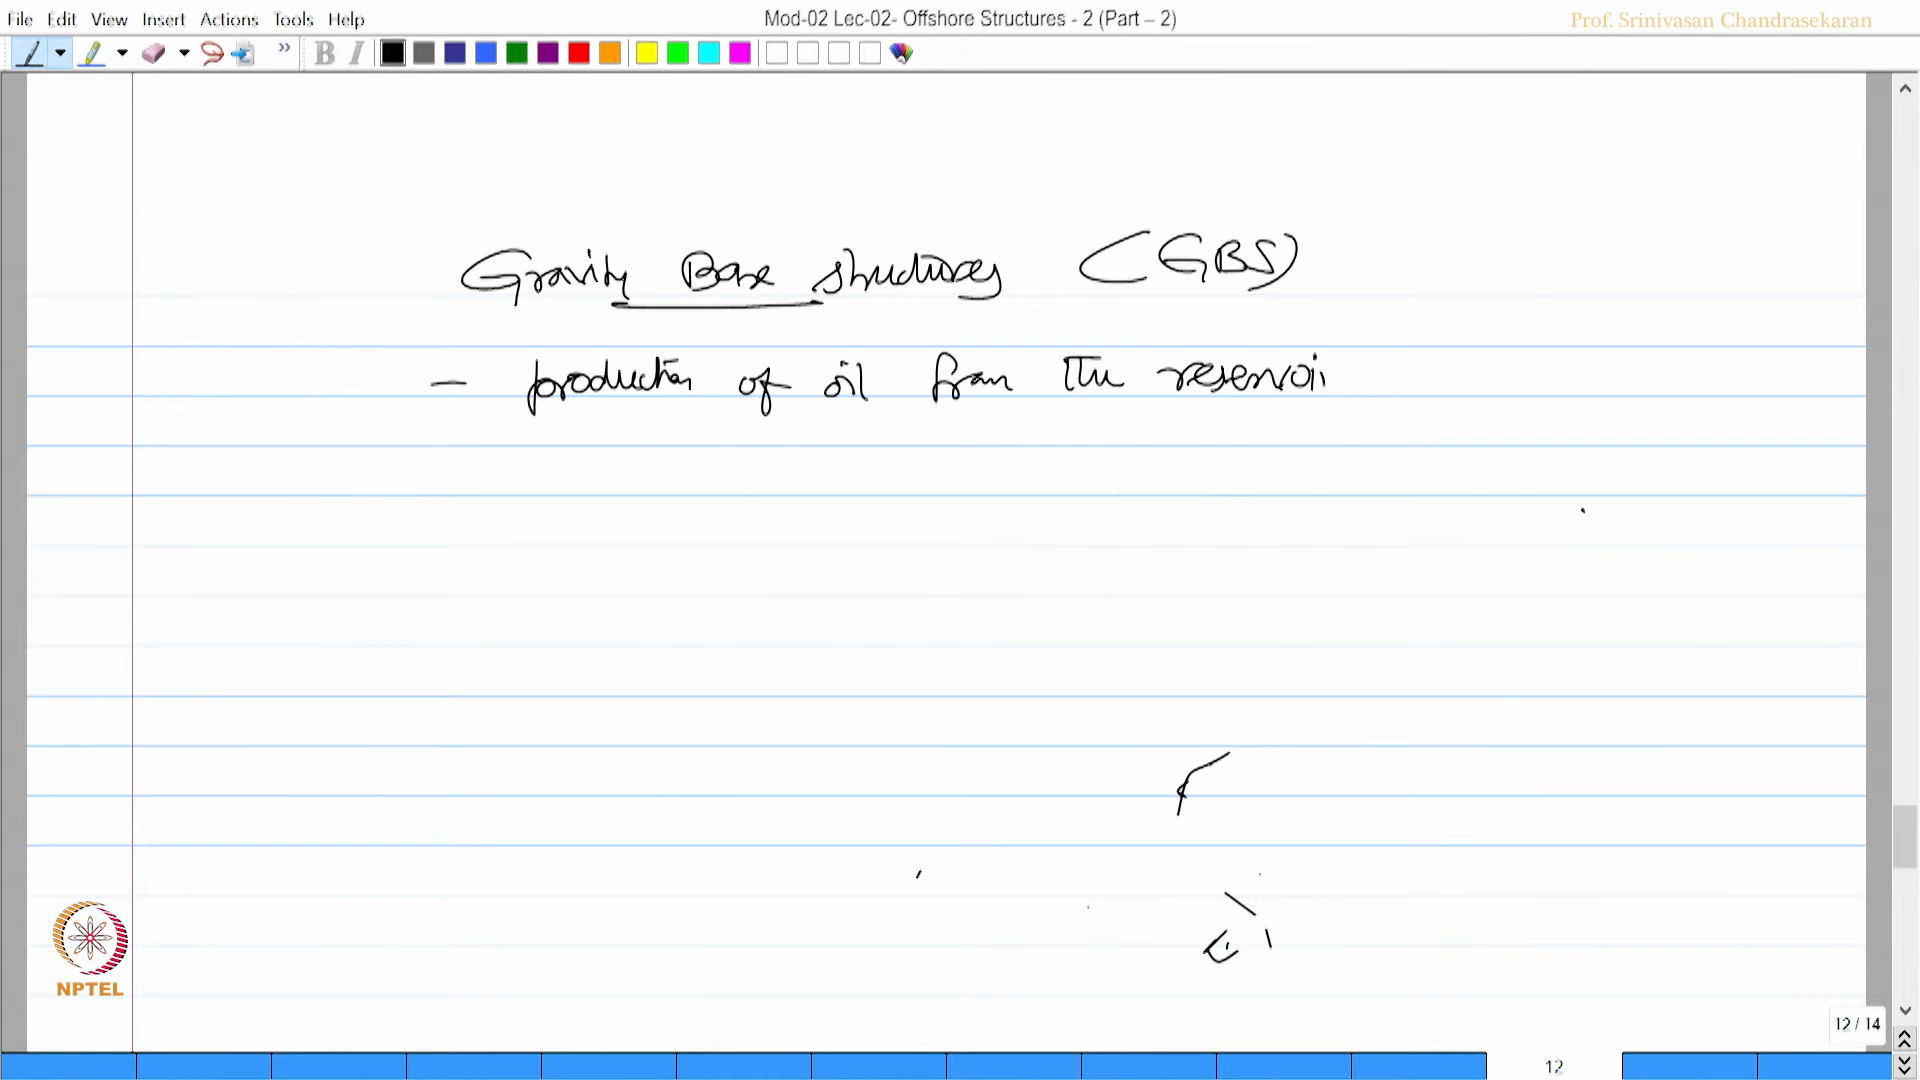 File Edit View Insert Actions Tools Help
Mod-02 Lec-02- Offshore Structures - 2 (Part – 2)
Prof. Srinivasan Chandrasekaran
B I
Gravity Base structures (GBS)
- production of oil from the reservoir
NPTEL
12 / 14
12